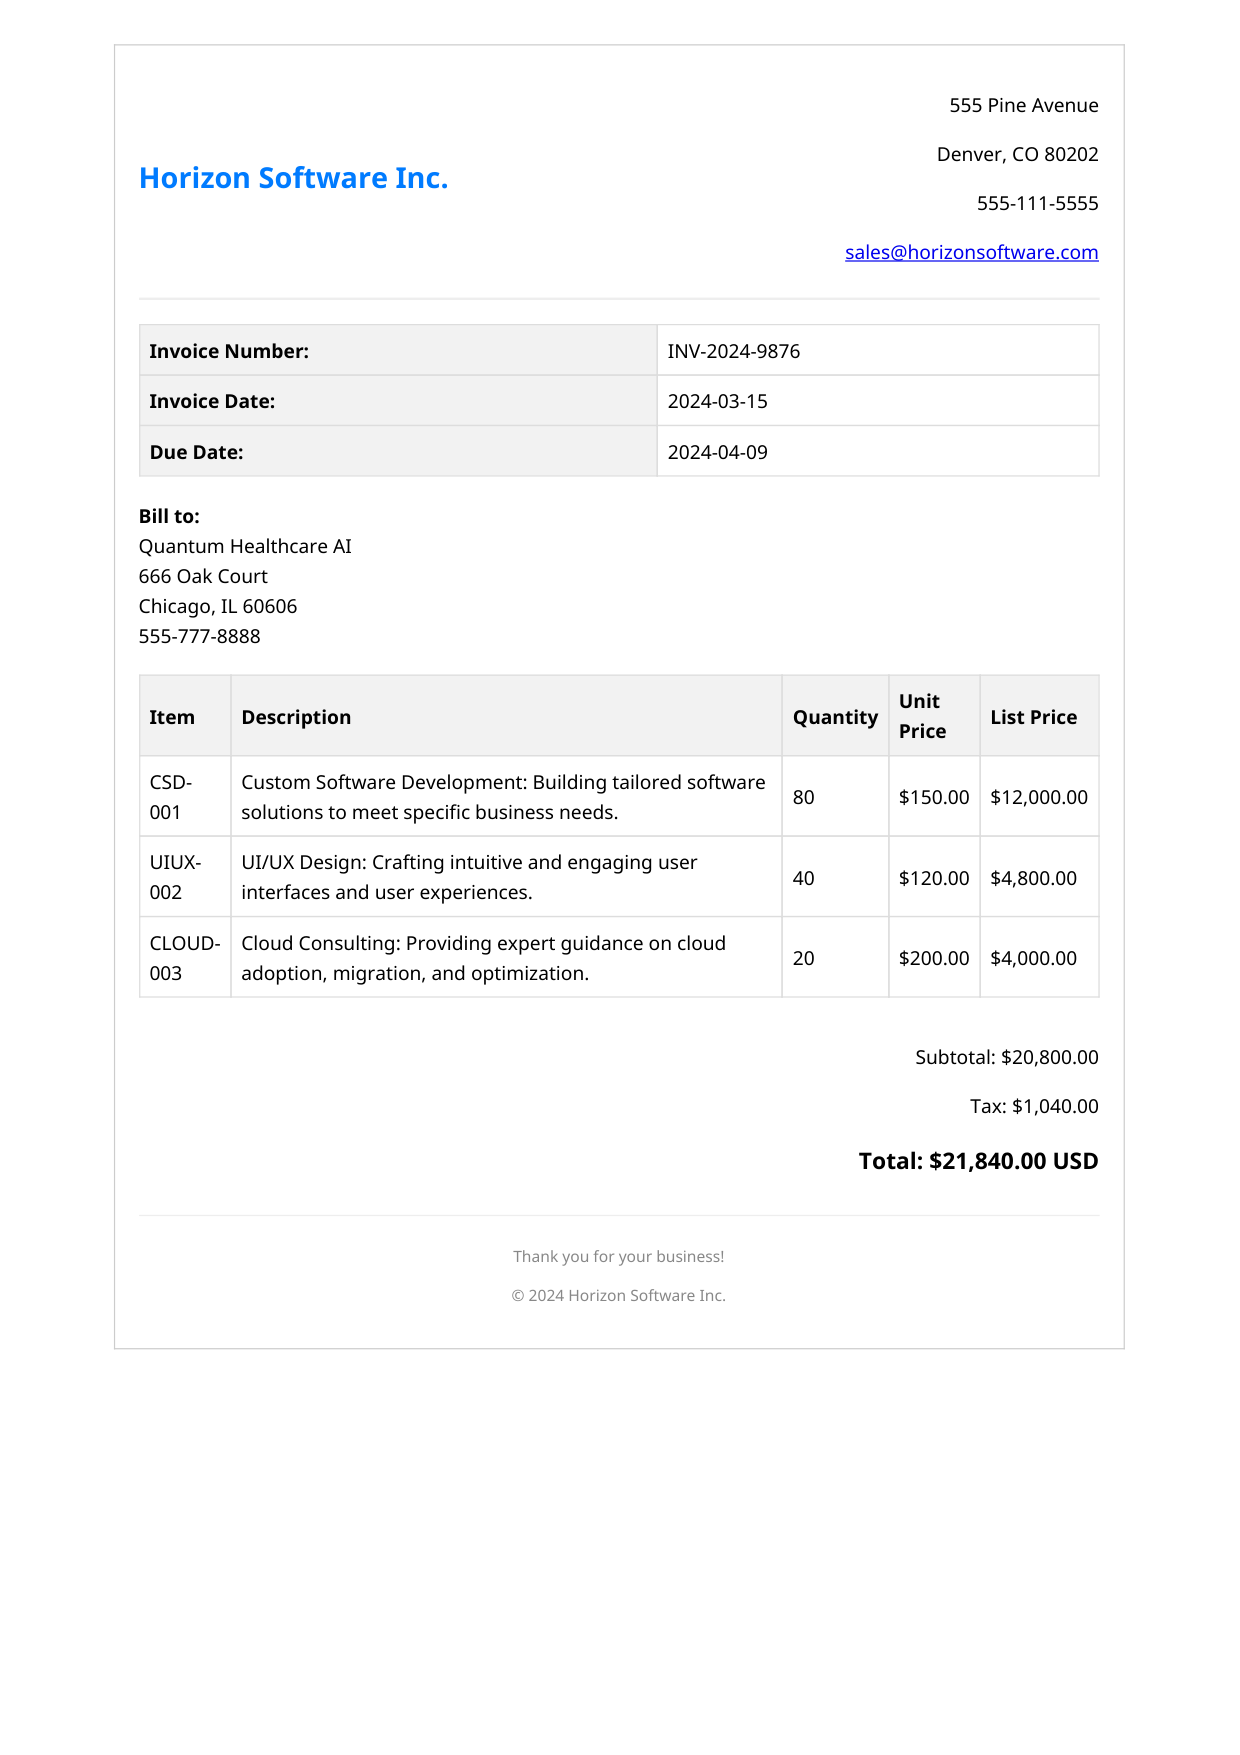 Horizon Software Inc.
555 Pine Avenue
Denver, CO 80202
555-111-5555
sales@horizonsoftware.com
Invoice Number: INV-2024-9876
Invoice Date: 2024-03-15
Due Date: 2024-04-09
Bill to:
Quantum Healthcare AI
666 Oak Court
Chicago, IL 60606
555-777-8888
Item Description Quantity Unit Price List Price
CSD-001 Custom Software Development: Building tailored software solutions to meet specific business needs. 80 $150.00 $12,000.00
UIUX-002 UI/UX Design: Crafting intuitive and engaging user interfaces and user experiences. 40 $120.00 $4,800.00
CLOUD-003 Cloud Consulting: Providing expert guidance on cloud adoption, migration, and optimization. 20 $200.00 $4,000.00
Subtotal: $20,800.00
Tax: $1,040.00
Total: $21,840.00 USD
Thank you for your business!
© 2024 Horizon Software Inc.